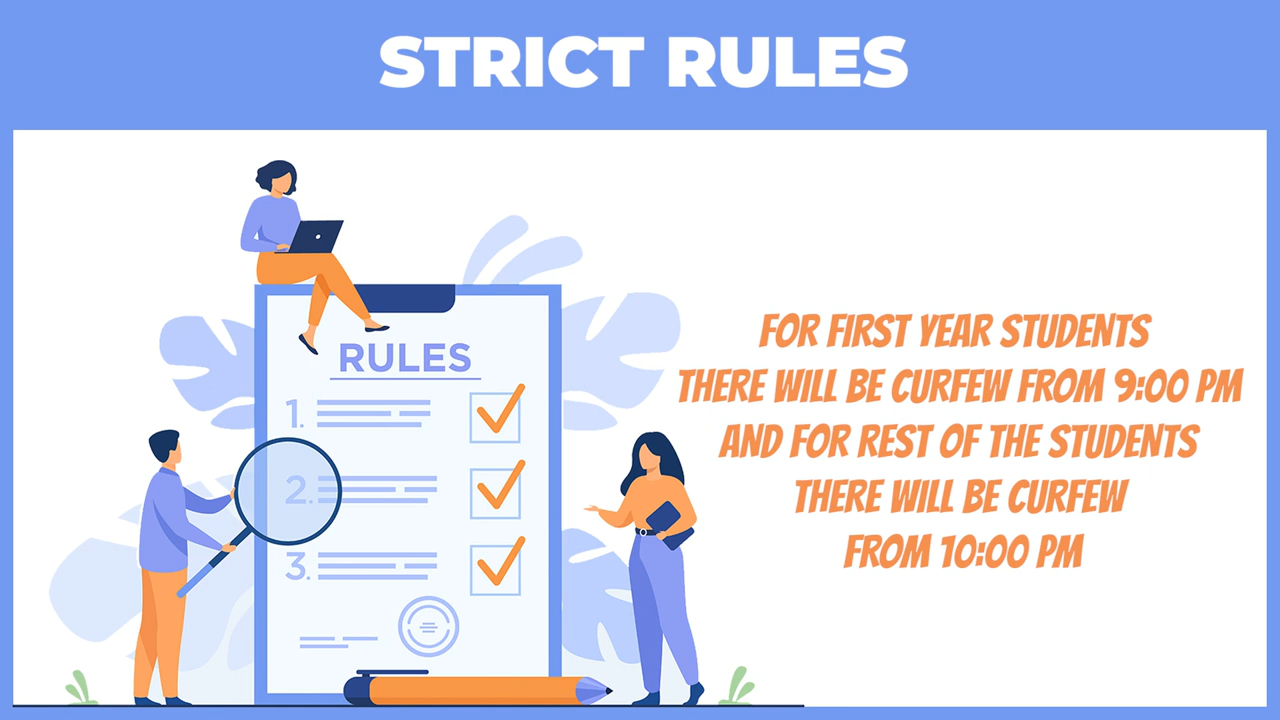 STRICT RULES
RULES
1.
2.
3.
FOR FIRST YEAR STUDENTS
THERE WILL BE CURFEW FROM 9:00 PM
AND FOR REST OF THE STUDENTS
THERE WILL BE CURFEW
FROM 10:00 PM